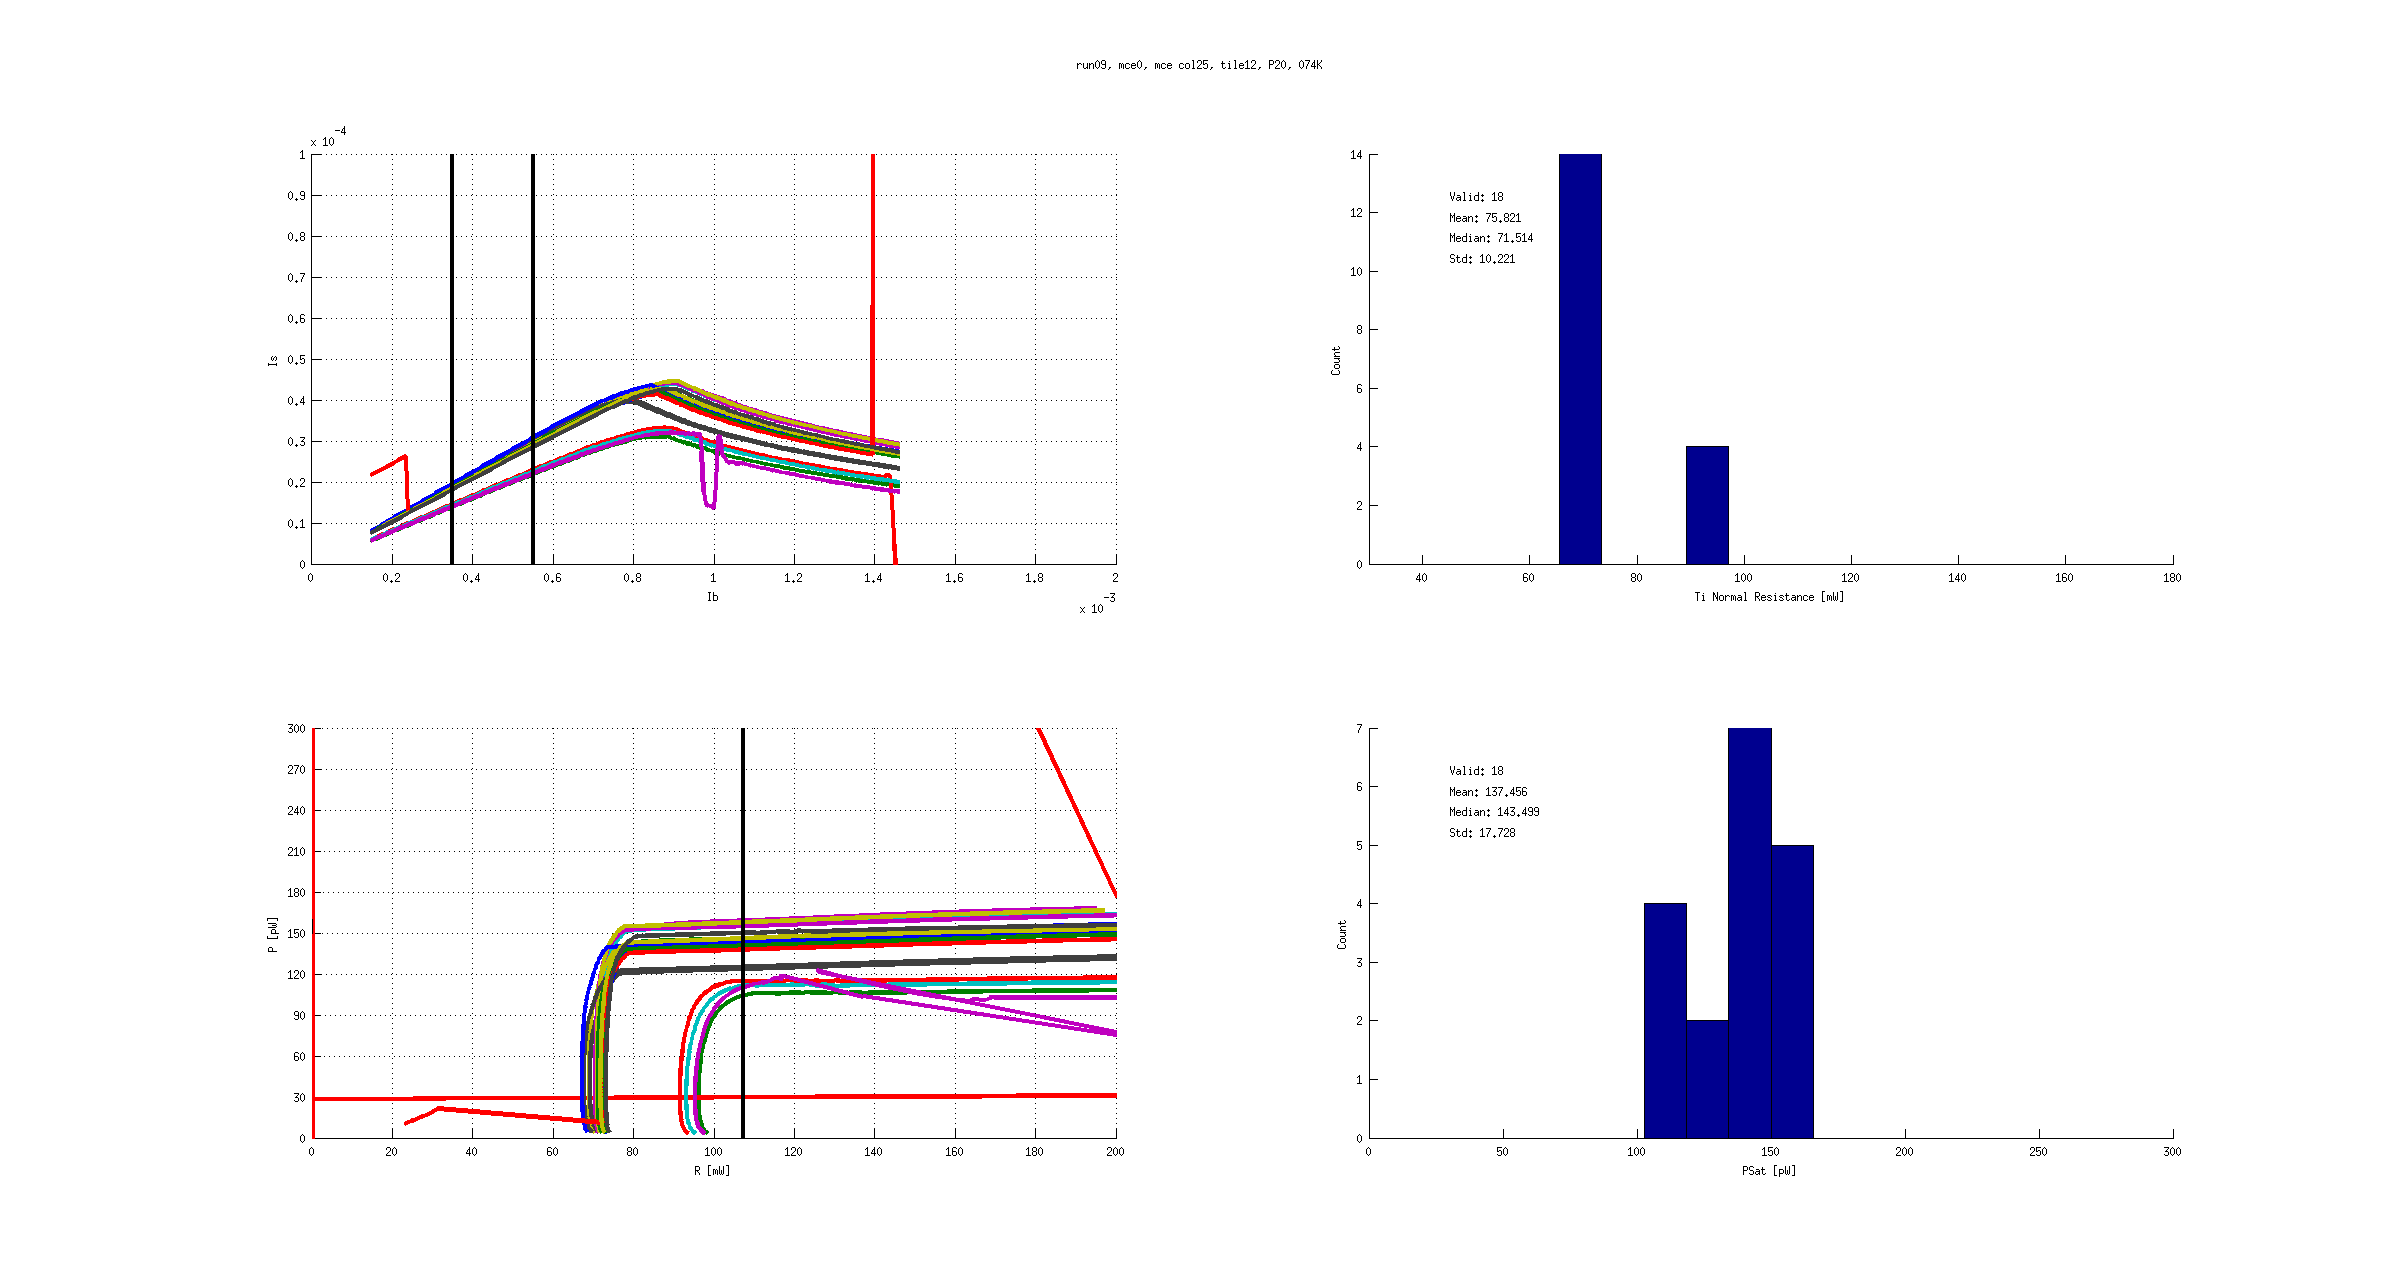 run09, mce0, mce col25, tile12, P20, 074K
x 10^-4
1
0.9
0.8
0.7
0.6
0.5
0.4
0.3
0.2
0.1
0
Is
0 0.2 0.4 0.6 0.8 1 1.2 1.4 1.6 1.8 2
Ib
x 10^-3
14
12
10
8
6
4
2
0
Count
Valid: 18
Mean: 75.821
Median: 71.514
Std: 10.221
40 60 80 100 120 140 160 180
Ti Normal Resistance [mW]
300
270
240
210
180
150
120
90
60
30
0
P [pW]
0 20 40 60 80 100 120 140 160 180 200
R [mW]
7
6
5
4
3
2
1
0
Count
Valid: 18
Mean: 137.456
Median: 143.499
Std: 17.728
0 50 100 150 200 250 300
PSat [pW]